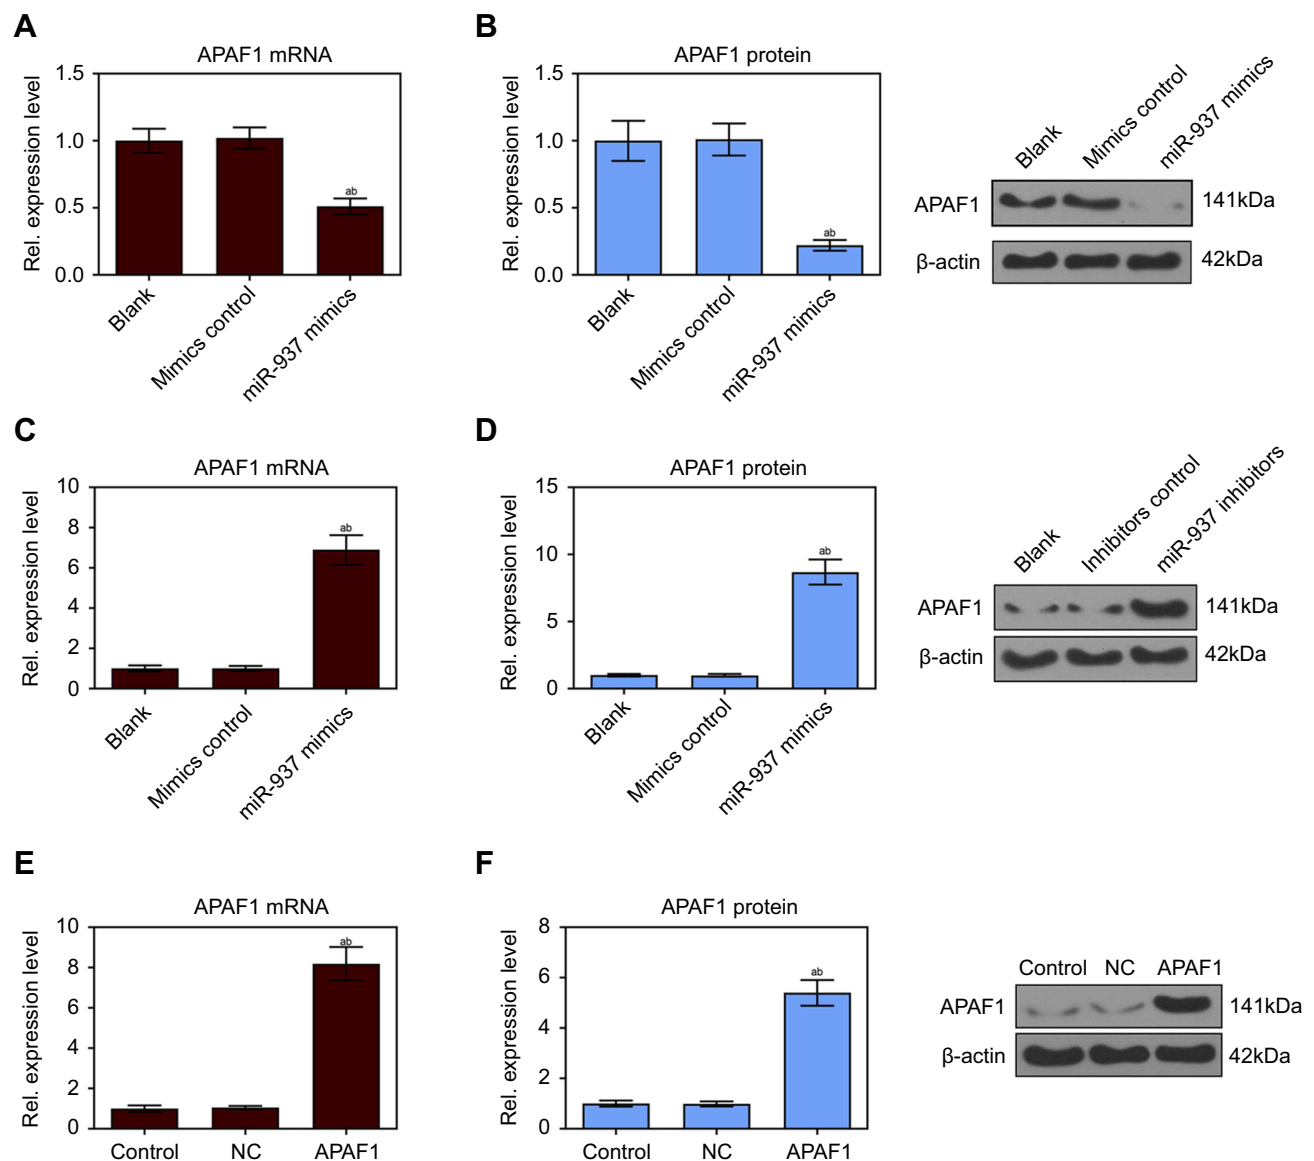 A
APAF1 mRNA
Rel. expression level
1.5
1.0
0.5
0.0
ab
Blank
Mimics control
miR-937 mimics
B
APAF1 protein
Rel. expression level
1.5
1.0
0.5
0.0
ab
Blank
Mimics control
miR-937 mimics
Blank
Mimics control
miR-937 mimics
APAF1
141kDa
β-actin
42kDa
C
APAF1 mRNA
Rel. expression level
10
8
6
4
2
0
ab
Blank
Mimics control
miR-937 mimics
D
APAF1 protein
Rel. expression level
15
10
5
0
ab
Blank
Mimics control
miR-937 mimics
Blank
Inhibitors control
miR-937 inhibitors
APAF1
141kDa
β-actin
42kDa
E
APAF1 mRNA
Rel. expression level
10
8
6
4
2
0
ab
Control
NC
APAF1
F
APAF1 protein
Rel. expression level
8
6
4
2
0
ab
Control
NC
APAF1
Control NC APAF1
APAF1
141kDa
β-actin
42kDa